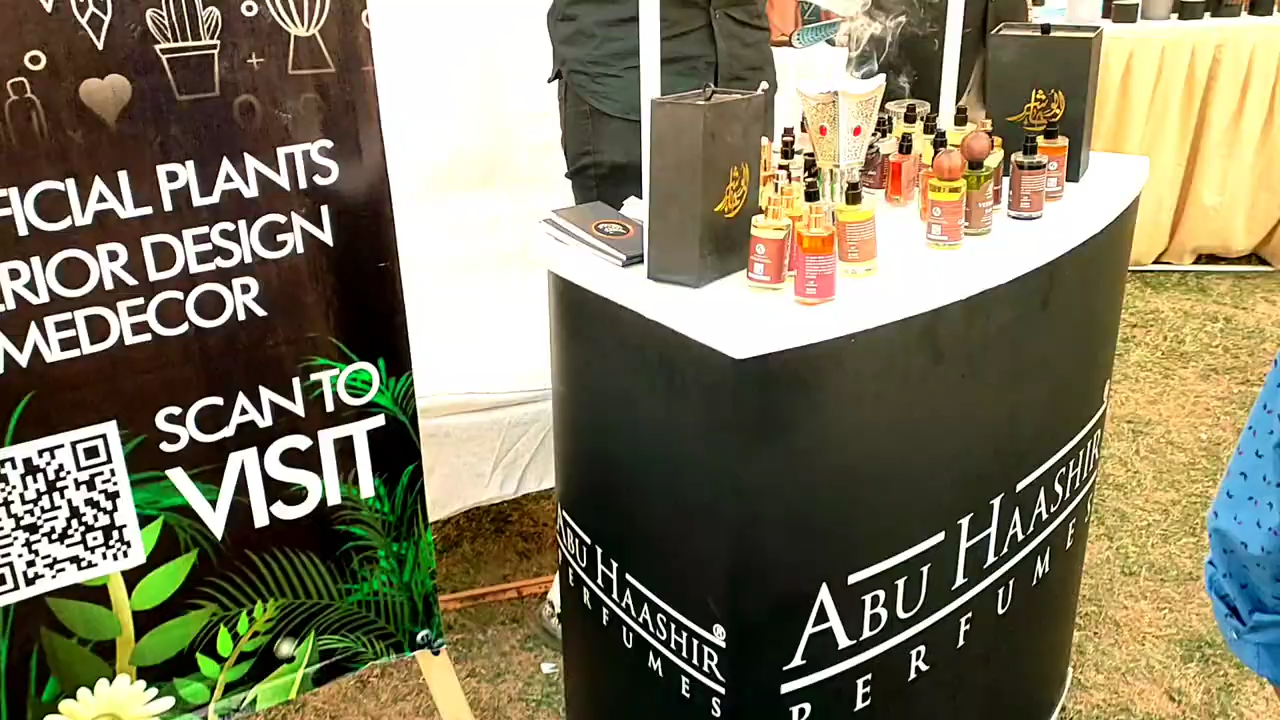 FICIAL PLANTS
RIOR DESIGN
MEDECOR
SCAN TO
VISIT
ABU HAASHIR®
PERFUMES
ABU HAASHIR
PERFUMES